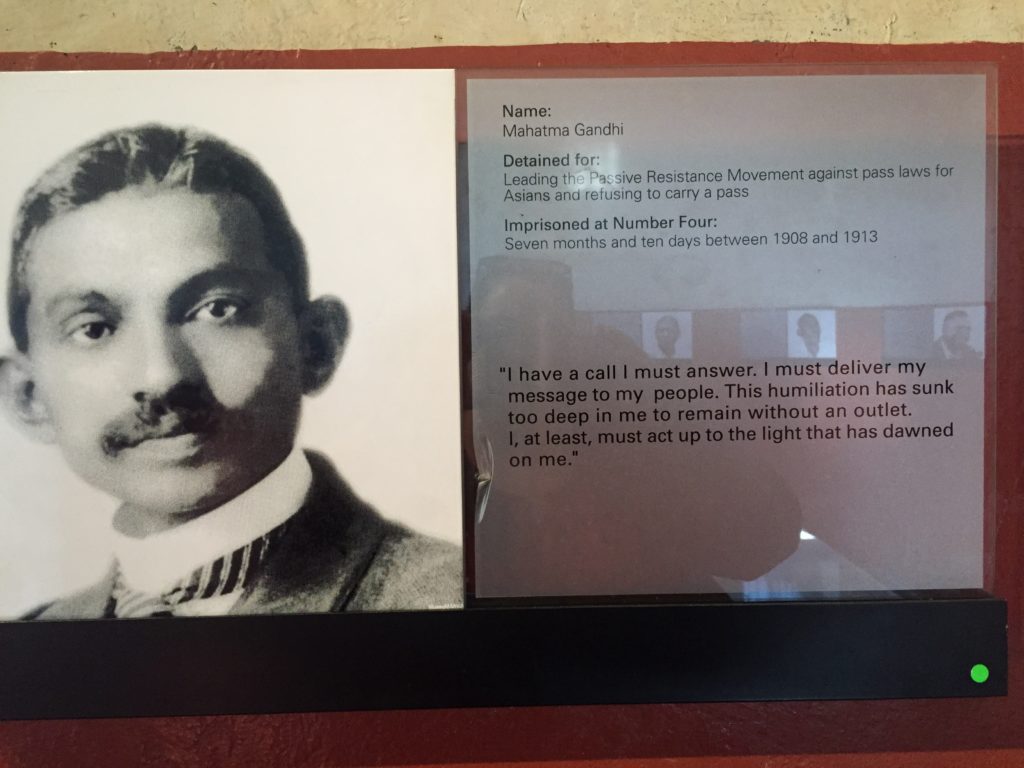 Name:
Mahatma Gandhi
Detained for:
Leading the Passive Resistance Movement against pass laws for
Asians and refusing to carry a pass
Imprisoned at Number Four:
Seven months and ten days between 1908 and 1913
"I have a call I must answer. I must deliver my
message to my people. This humiliation has sunk
too deep in me to remain without an outlet.
I, at least, must act up to the light that has dawned
on me."